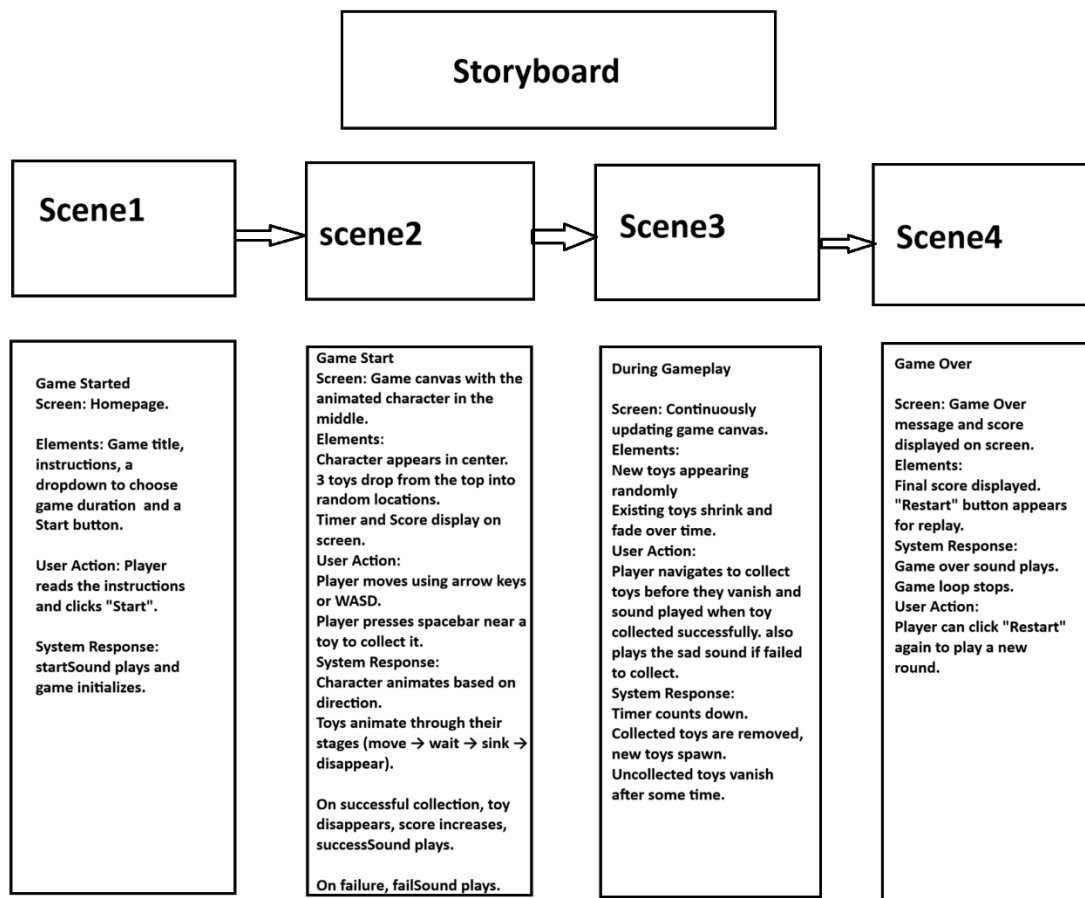 Storyboard
Scene1
scene2
Scene3
Scene4
Game Started
Screen: Homepage.
Elements: Game title,
instructions, a
dropdown to choose
game duration and a
Start button.
User Action: Player
reads the instructions
and clicks "Start".
System Response:
startSound plays and
game initializes.
Game Start
Screen: Game canvas with the
animated character in the
middle.
Elements:
Character appears in center.
3 toys drop from the top into
random locations.
Timer and Score display on
screen.
User Action:
Player moves using arrow keys
or WASD.
Player presses spacebar near a
toy to collect it.
System Response:
Character animates based on
direction.
Toys animate through their
stages (move → wait → sink →
disappear).
On successful collection, toy
disappears, score increases,
successSound plays.
On failure, failSound plays.
During Gameplay
Screen: Continuously
updating game canvas.
Elements:
New toys appearing
randomly
Existing toys shrink and
fade over time.
User Action:
Player navigates to collect
toys before they vanish and
sound played when toy
collected successfully. also
plays the sad sound if failed
to collect.
System Response:
Timer counts down.
Collected toys are removed,
new toys spawn.
Uncollected toys vanish
after some time.
Game Over
Screen: Game Over
message and score
displayed on screen.
Elements:
Final score displayed.
"Restart" button appears
for replay.
System Response:
Game over sound plays.
Game loop stops.
User Action:
Player can click "Restart"
again to play a new
round.